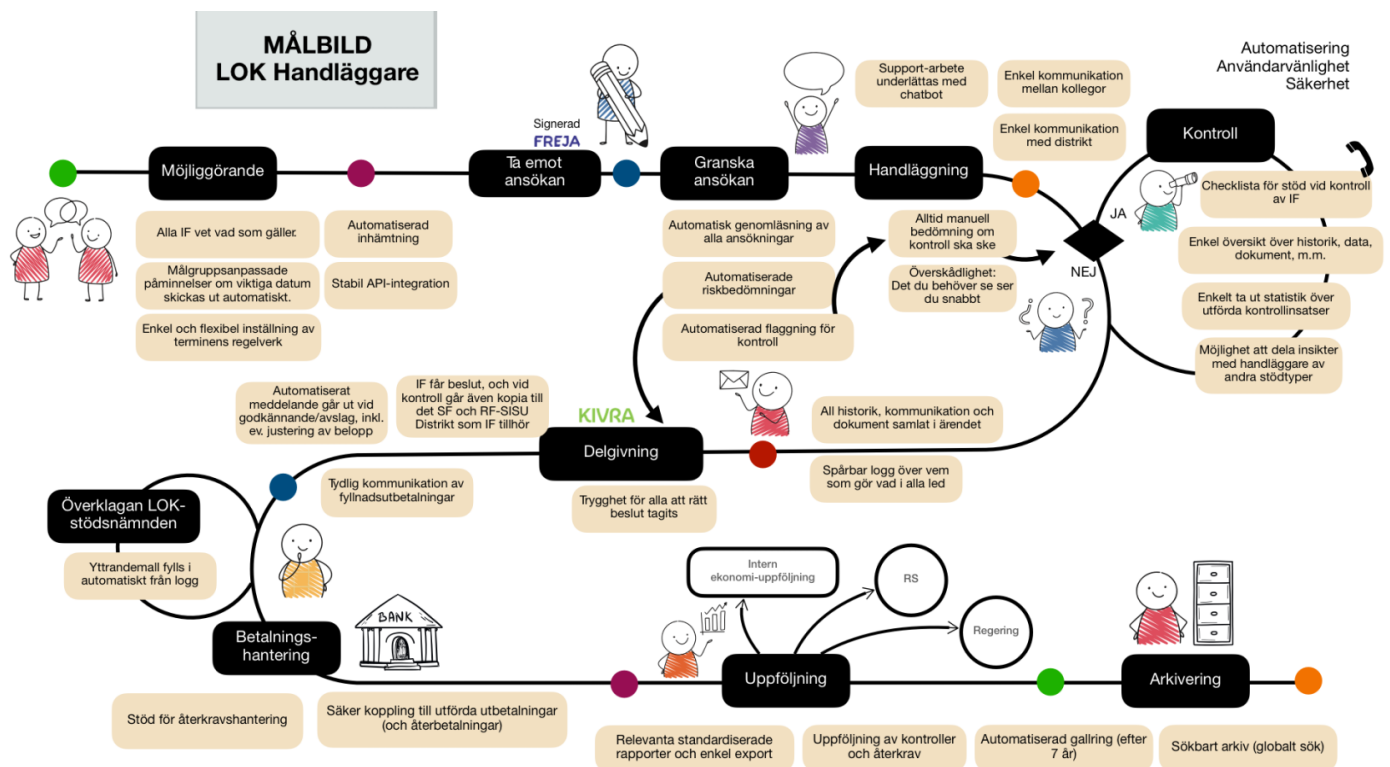 MÅLBILD
LOK Handläggare
Automatisering
Användarvänlighet
Säkerhet
Signerad
FREJA
Möjliggörande
Ta emot
ansökan
Granska
ansökan
Handläggning
Kontroll
Support-arbete
underlättas med
chatbot
Enkel kommunikation
mellan kollegor
Enkel kommunikation
med distrikt
Alla IF vet vad som gäller.
Målgruppsanpassade
påminnelser om viktiga datum
skickas ut automatiskt.
Enkel och flexibel inställning av
terminens regelverk
Automatiserad
inhämtning
Stabil API-integration
Automatisk genomläsning av
alla ansökningar
Automatiserade
riskbedömningar
Automatiserad flaggning för
kontroll
Alltid manuell
bedömning om
kontroll ska ske
Överskådlighet:
Det du behöver se ser
du snabbt
JA
NEJ
Checklista för stöd vid kontroll
av IF
Enkel översikt över historik, data,
dokument, m.m.
Enkelt ta ut statistik över
utförda kontrollinsatser
Möjlighet att dela insikter
med handläggare av
andra stödtyper
Automatiserat
meddelande går ut vid
godkännande/avslag, inkl.
ev. justering av belopp
IF får beslut, och vid
kontroll går även kopia till
det SF och RF-SISU
Distrikt som IF tillhör
KIVRA
Delgivning
All historik, kommunikation och
dokument samlat i ärendet
Spårbar logg över vem
som gör vad i alla led
Tydlig kommunikation av
fyllnadsutbetalningar
Trygghet för alla att rätt
beslut tagits
Överklagan LOK-
stödsnämnden
Yttrandemall fylls i
automatiskt från logg
Betalnings-
hantering
BANK
Stöd för återkravshantering
Säker koppling till utförda utbetalningar
(och återbetalningar)
Intern
ekonomi-uppföljning
RS
Regering
Uppföljning
Arkivering
Relevanta standardiserade
rapporter och enkel export
Uppföljning av kontroller
och återkrav
Automatiserad gallring (efter
7 år)
Sökbart arkiv (globalt sök)